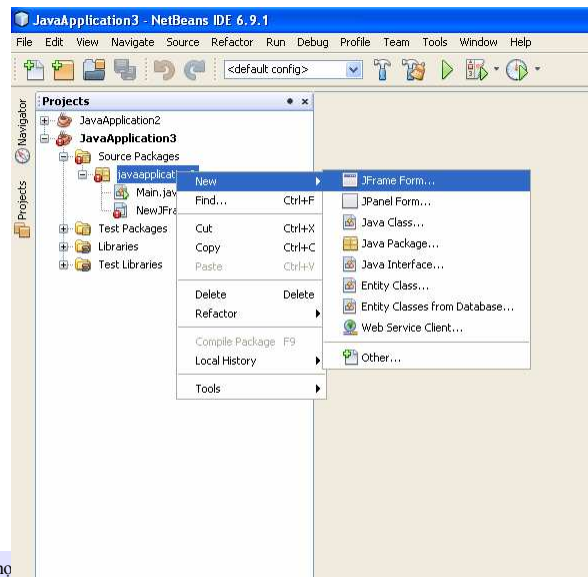 JavaApplication3 - NetBeans IDE 6.9.1
File Edit View Navigate Source Refactor Run Debug Profile Team Tools Window Help
<default config>
Navigator
Projects
Projects
JavaApplication2
JavaApplication3
Source Packages
javaapplicat
Main.jav
NewJFra
Test Packages
Libraries
Test Libraries
New
Find... Ctrl+F
Cut Ctrl+X
Copy Ctrl+C
Paste Ctrl+V
Delete Delete
Refactor
Compile Package F9
Local History
Tools
JFrame Form...
JPanel Form...
Java Class...
Java Package...
Java Interface...
Entity Class...
Entity Classes from Database...
Web Service Client...
Other...